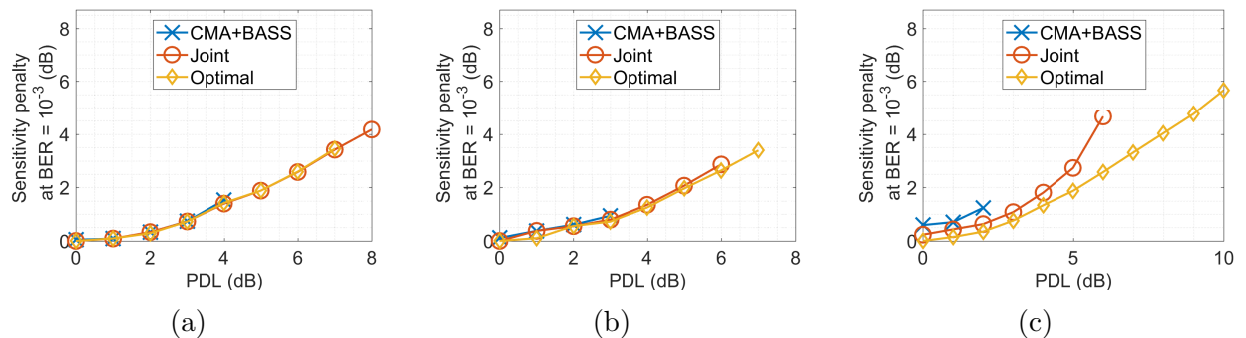 CMA+BASS
Joint
Optimal
Sensitivity penalty
at BER = 10-3 (dB)
8
6
4
2
0
0 2 4 6 8
PDL (dB)
(a)
CMA+BASS
Joint
Optimal
Sensitivity penalty
at BER = 10-3 (dB)
8
6
4
2
0
0 2 4 6 8
PDL (dB)
(b)
CMA+BASS
Joint
Optimal
Sensitivity penalty
at BER = 10-3 (dB)
8
6
4
2
0
0 5 10
PDL (dB)
(c)